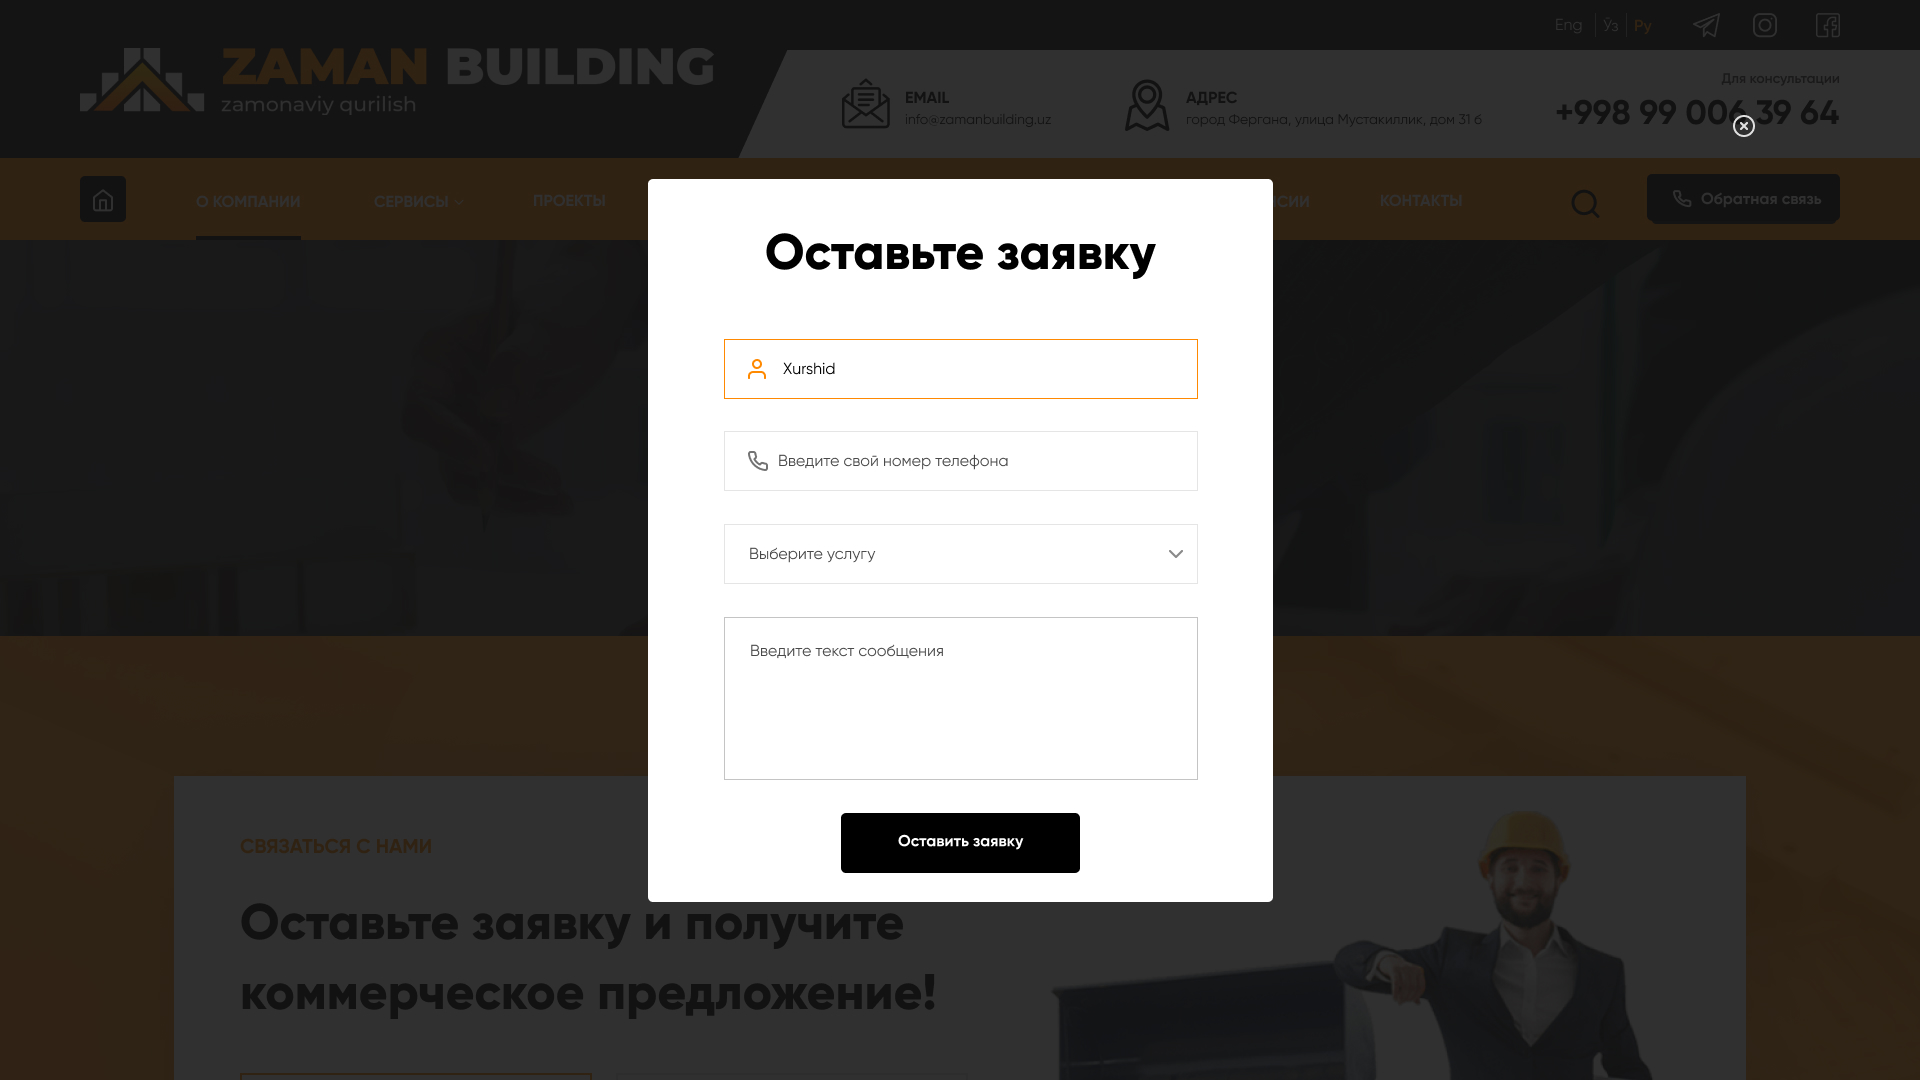 Eng Ўз Ру
ZAMAN BUILDING
zamonaviy qurilish
EMAIL
info@zamanbuilding.uz
АДРЕС
город Фергана, улица Мустакиллик, дом 31 б
Для консультации
+998 99 006 39 64
О КОМПАНИИ СЕРВИСЫ ПРОЕКТЫ СИИ КОНТАКТЫ Обратная связь
Оставьте заявку
Xurshid
Введите свой номер телефона
Выберите услугу
Введите текст сообщения
Оставить заявку
СВЯЗАТЬСЯ С НАМИ
Оставьте заявку и получите
коммерческое предложение!